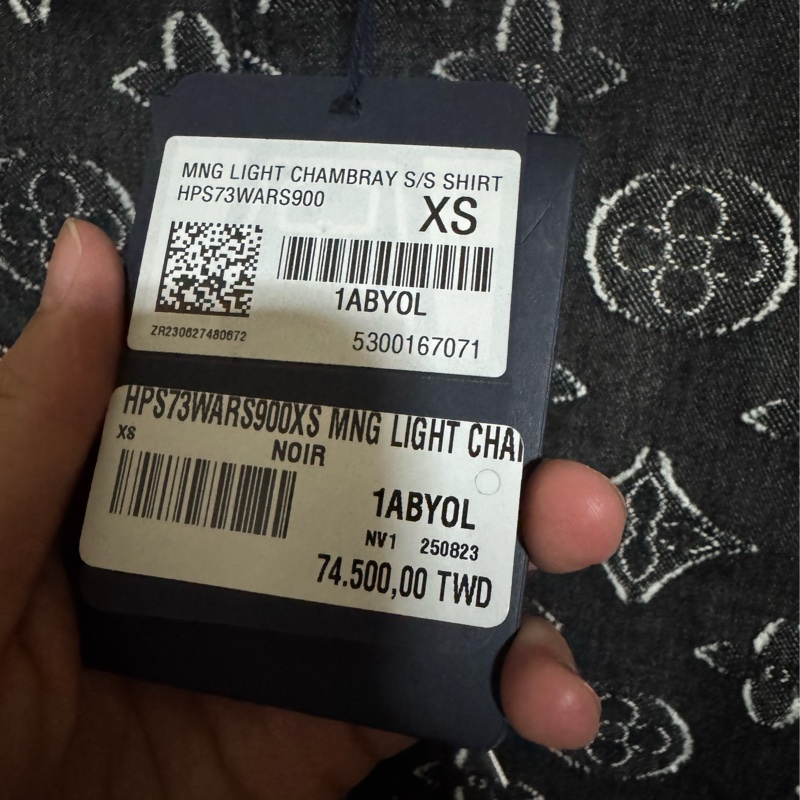 MNG LIGHT CHAMBRAY S/S SHIRT
HPS73WARS900
XS
1ABYOL
ZR230627480672
5300167071
HPS73WARS900XS MNG LIGHT CHA
XS
NOIR
1ABYOL
NV1 250823
74.500,00 TWD